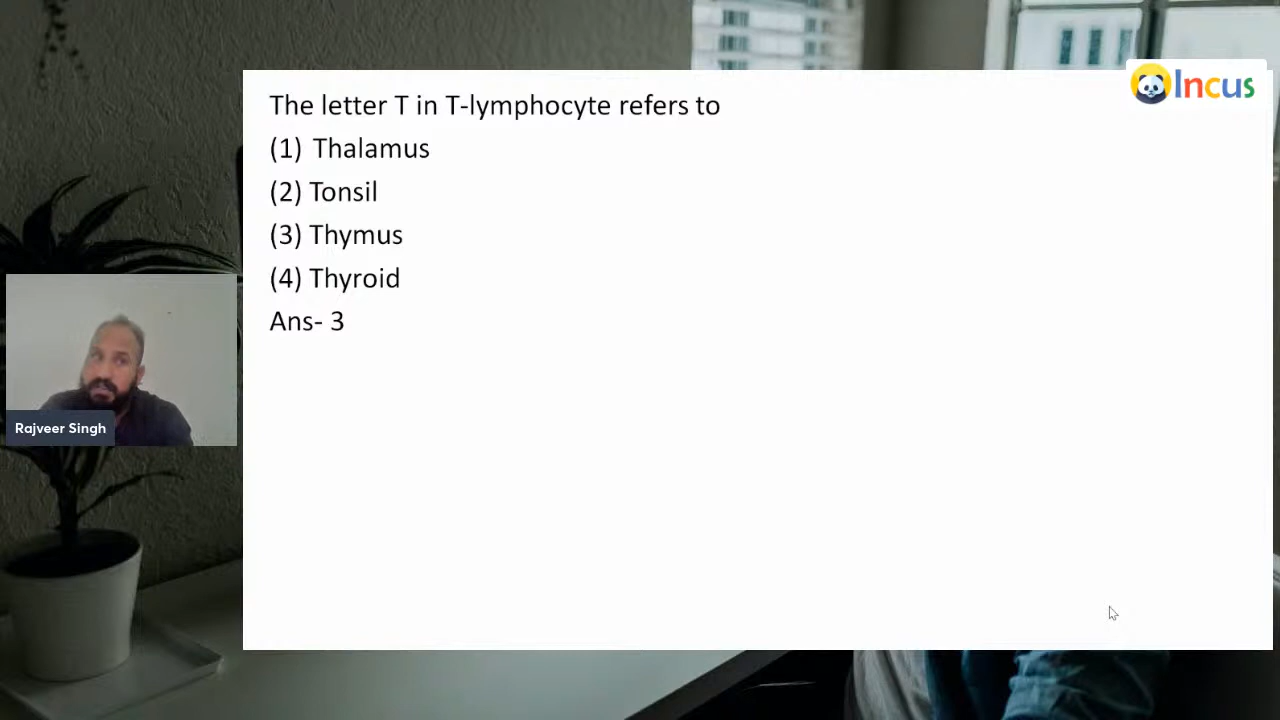 Incus
The letter T in T-lymphocyte refers to
(1) Thalamus
(2) Tonsil
(3) Thymus
(4) Thyroid
Ans- 3
Rajveer Singh